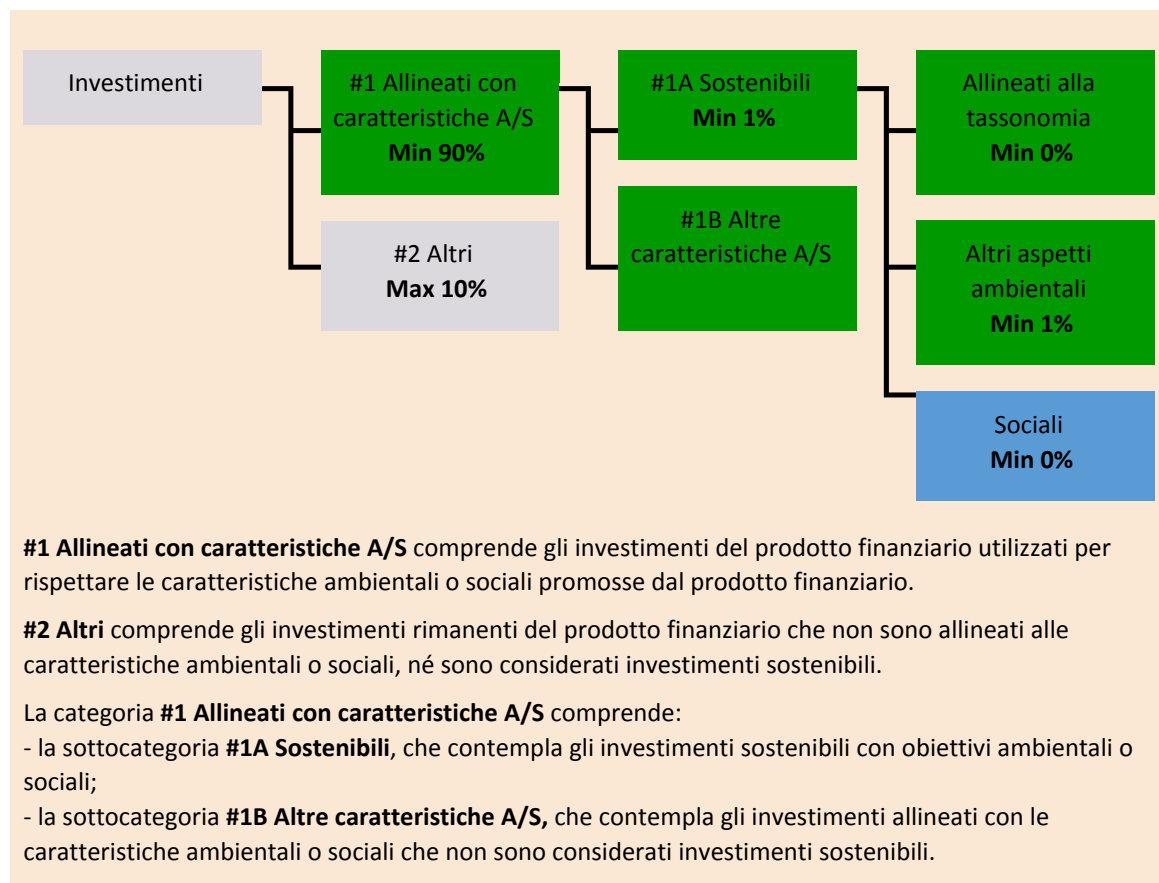 Investimenti
#1 Allineati con
caratteristiche A/S
Min 90%
#2 Altri
Max 10%
#1A Sostenibili
Min 1%
#1B Altre
caratteristiche A/S
Allineati alla
tassonomia
Min 0%
Altri aspetti
ambientali
Min 1%
Sociali
Min 0%
#1 Allineati con caratteristiche A/S comprende gli investimenti del prodotto finanziario utilizzati per
rispettare le caratteristiche ambientali o sociali promosse dal prodotto finanziario.
#2 Altri comprende gli investimenti rimanenti del prodotto finanziario che non sono allineati alle
caratteristiche ambientali o sociali, né sono considerati investimenti sostenibili.
La categoria #1 Allineati con caratteristiche A/S comprende:
- la sottocategoria #1A Sostenibili, che contempla gli investimenti sostenibili con obiettivi ambientali o
sociali;
- la sottocategoria #1B Altre caratteristiche A/S, che contempla gli investimenti allineati con le
caratteristiche ambientali o sociali che non sono considerati investimenti sostenibili.